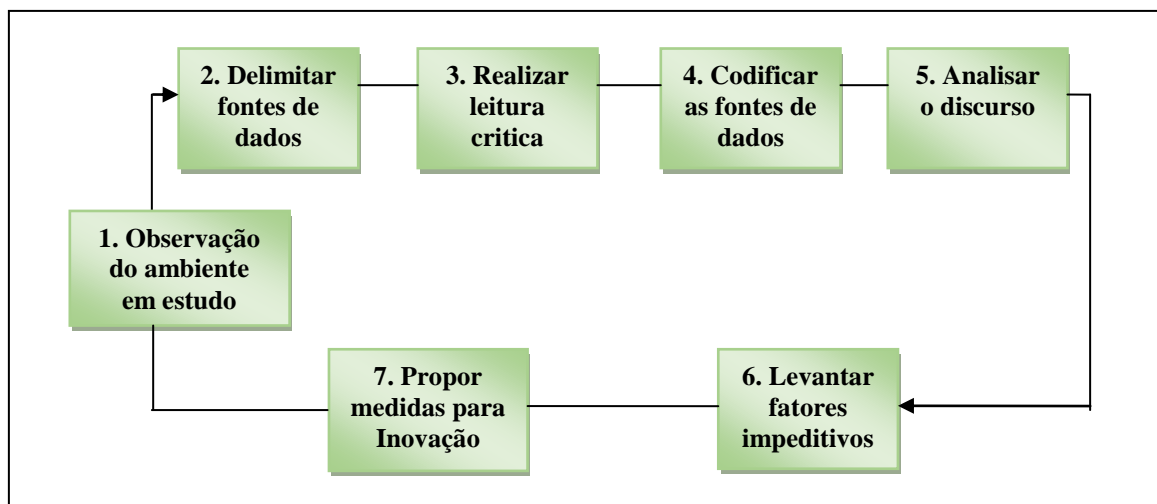 1. Observação
do ambiente
em estudo
2. Delimitar
fontes de
dados
3. Realizar
leitura
critica
4. Codificar
as fontes de
dados
5. Analisar
o discurso
6. Levantar
fatores
impeditivos
7. Propor
medidas para
Inovação